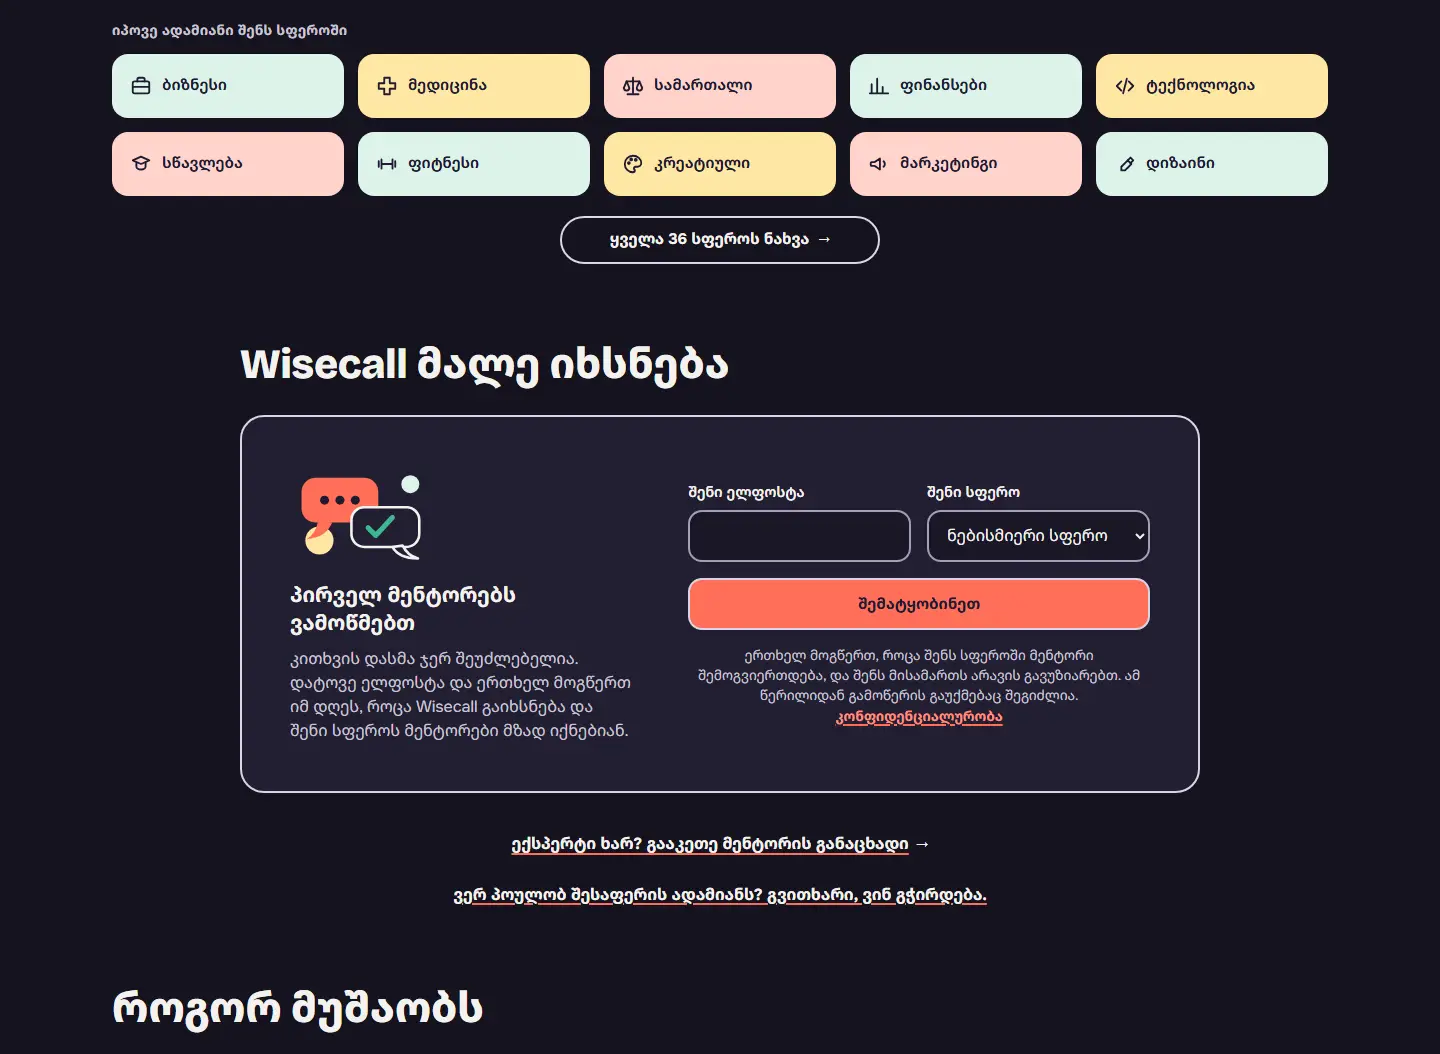 იპოვე ადამიანი შენს სფეროში
ბიზნესი
მედიცინა
სამართალი
ფინანსები
ტექნოლოგია
სწავლება
ფიტნესი
კრეატიული
მარკეტინგი
დიზაინი
ყველა 36 სფეროს ნახვა →
Wisecall მალე იხსნება
პირველ მენტორებს
ვამოწმებთ
კითხვის დასმა ჯერ შეუძლებელია.
დატოვე ელფოსტა და ერთხელ მოგწერთ
იმ დღეს, როცა Wisecall გაიხსნება და
შენი სფეროს მენტორები მზად იქნებიან.
შენი ელფოსტა
შენი სფერო
ნებისმიერი სფერო
შემატყობინეთ
ერთხელ მოგწერთ, როცა შენს სფეროში მენტორი
შემოგვიერთდება, და შენს მისამართს არავის გავუზიარებთ. ამ
წერილიდან გამოწერის გაუქმებაც შეგიძლია.
კონფიდენციალურობა
ექსპერტი ხარ? გააკეთე მენტორის განაცხადი →
ვერ პოულობ შესაფერის ადამიანს? გვითხარი, ვინ გჭირდება.
როგორ მუშაობს